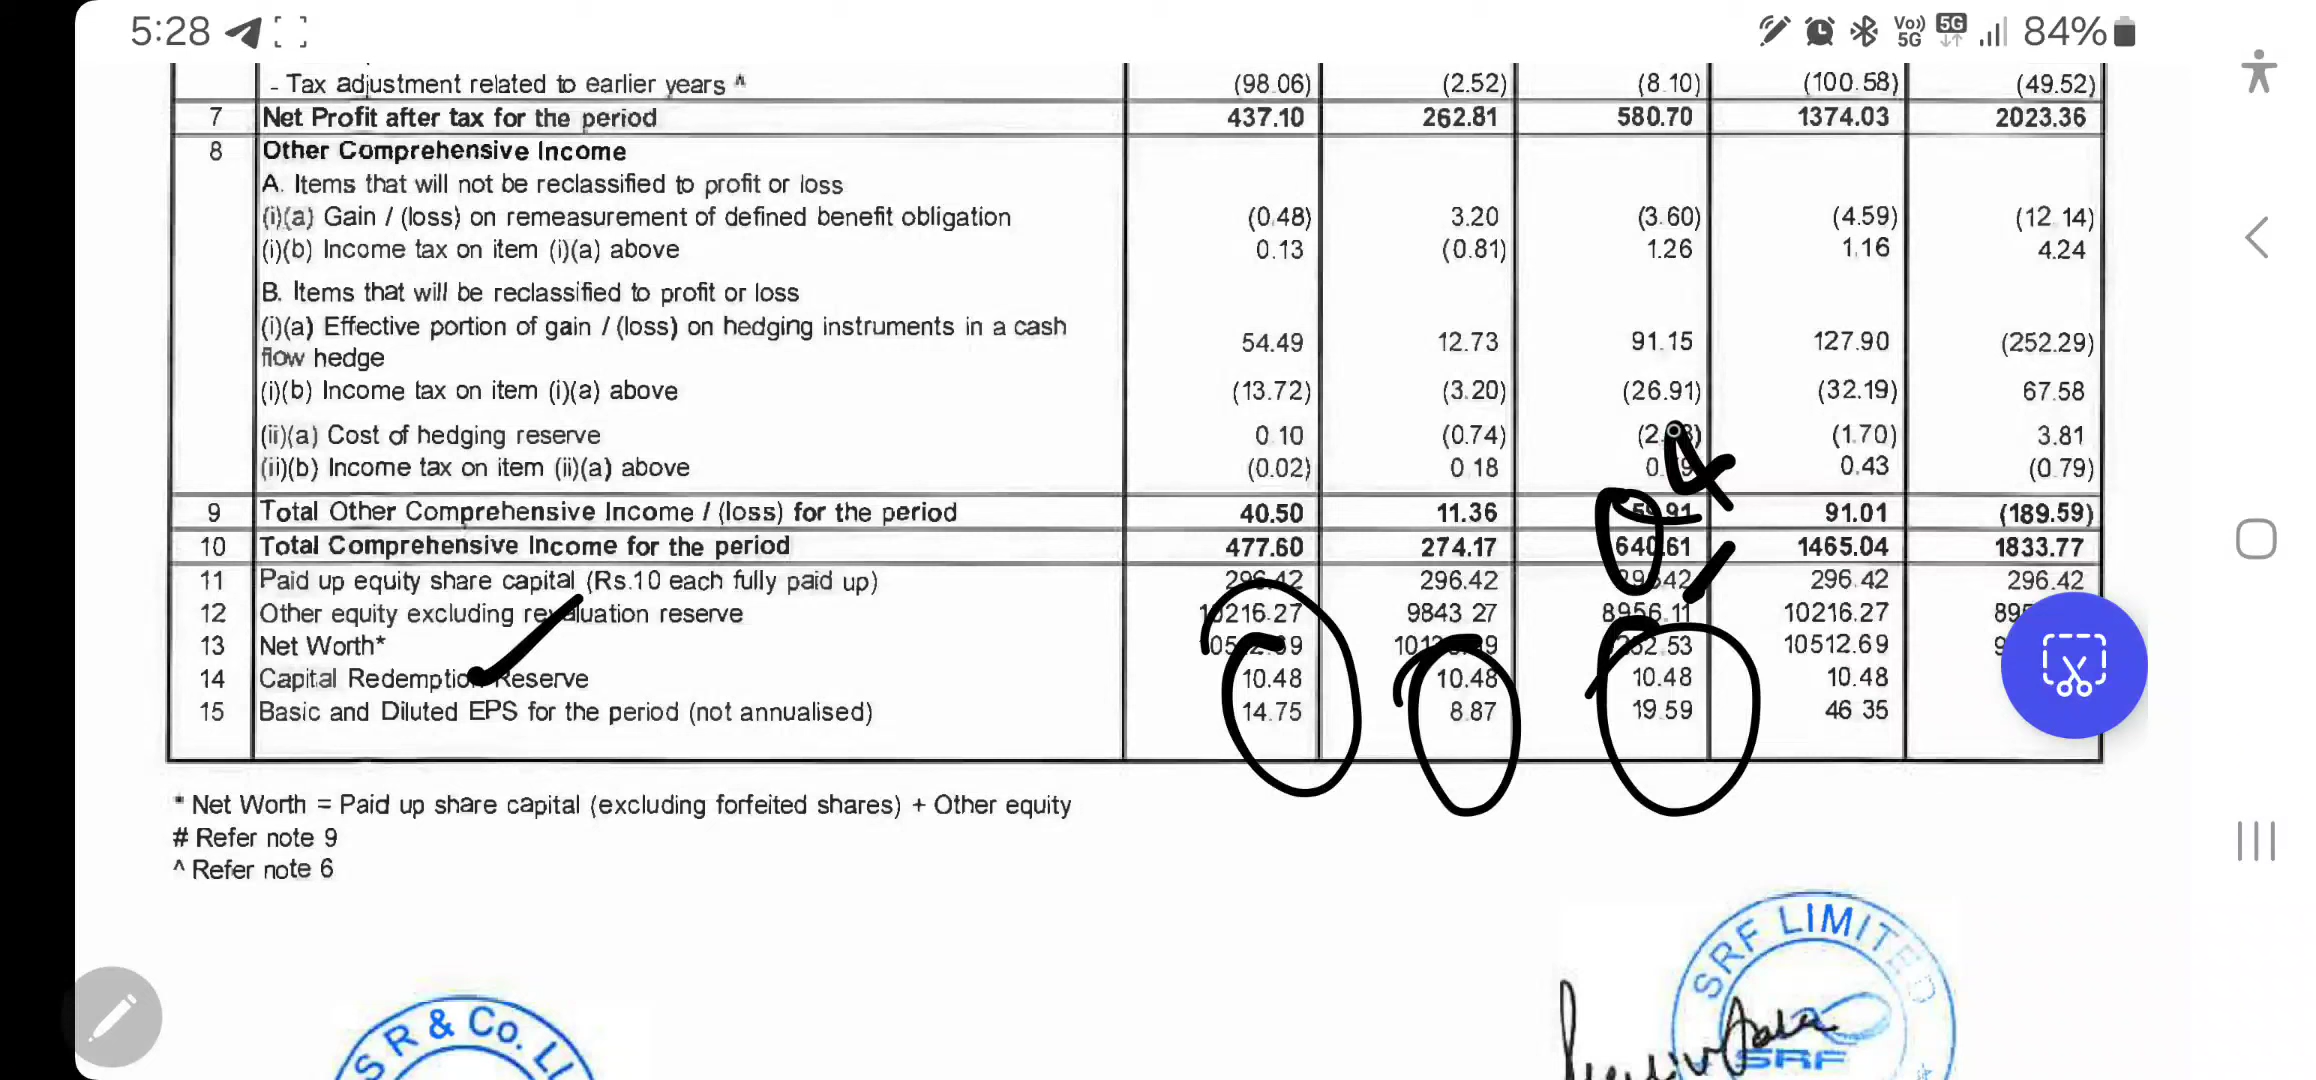 5:28 Vo)) 5G 5G 84%
- Tax adjustment related to earlier years ^ (98.06) (2.52) (8.10) (100.58) (49.52)
7 Net Profit after tax for the period 437.10 262.81 580.70 1374.03 2023.36
8 Other Comprehensive Income
A. Items that will not be reclassified to profit or loss
(i)(a) Gain / (loss) on remeasurement of defined benefit obligation (0.48) 3.20 (3.60) (4.59) (12.14)
(i)(b) Income tax on item (i)(a) above 0.13 (0.81) 1.26 1.16 4.24
B. Items that will be reclassified to profit or loss
(i)(a) Effective portion of gain / (loss) on hedging instruments in a cash
flow hedge 54.49 12.73 91.15 127.90 (252.29)
(i)(b) Income tax on item (i)(a) above (13.72) (3.20) (26.91) (32.19) 67.58
(ii)(a) Cost of hedging reserve 0.10 (0.74) (1.70) 3.81
(ii)(b) Income tax on item (ii)(a) above (0.02) 0.18 0.43 (0.79)
Q4
9 Total Other Comprehensive Income / (loss) for the period 40.50 11.36 91.01 (189.59)
10 Total Comprehensive Income for the period 477.60 274.17 640.61 1465.04 1833.77
11 Paid up equity share capital (Rs.10 each fully paid up) 296.42 296.42 296.42 296.42 296.42
12 Other equity excluding revaluation reserve 10216.27 9843.27 8956.11 10216.27
13 Net Worth* 10512.69
14 Capital Redemption Reserve 10.48 10.48 10.48 10.48
15 Basic and Diluted EPS for the period (not annualised) 14.75 8.87 19.59 46.35
* Net Worth = Paid up share capital (excluding forfeited shares) + Other equity
# Refer note 9
^ Refer note 6
SRF LIMITED
SRF
S R & Co. LL